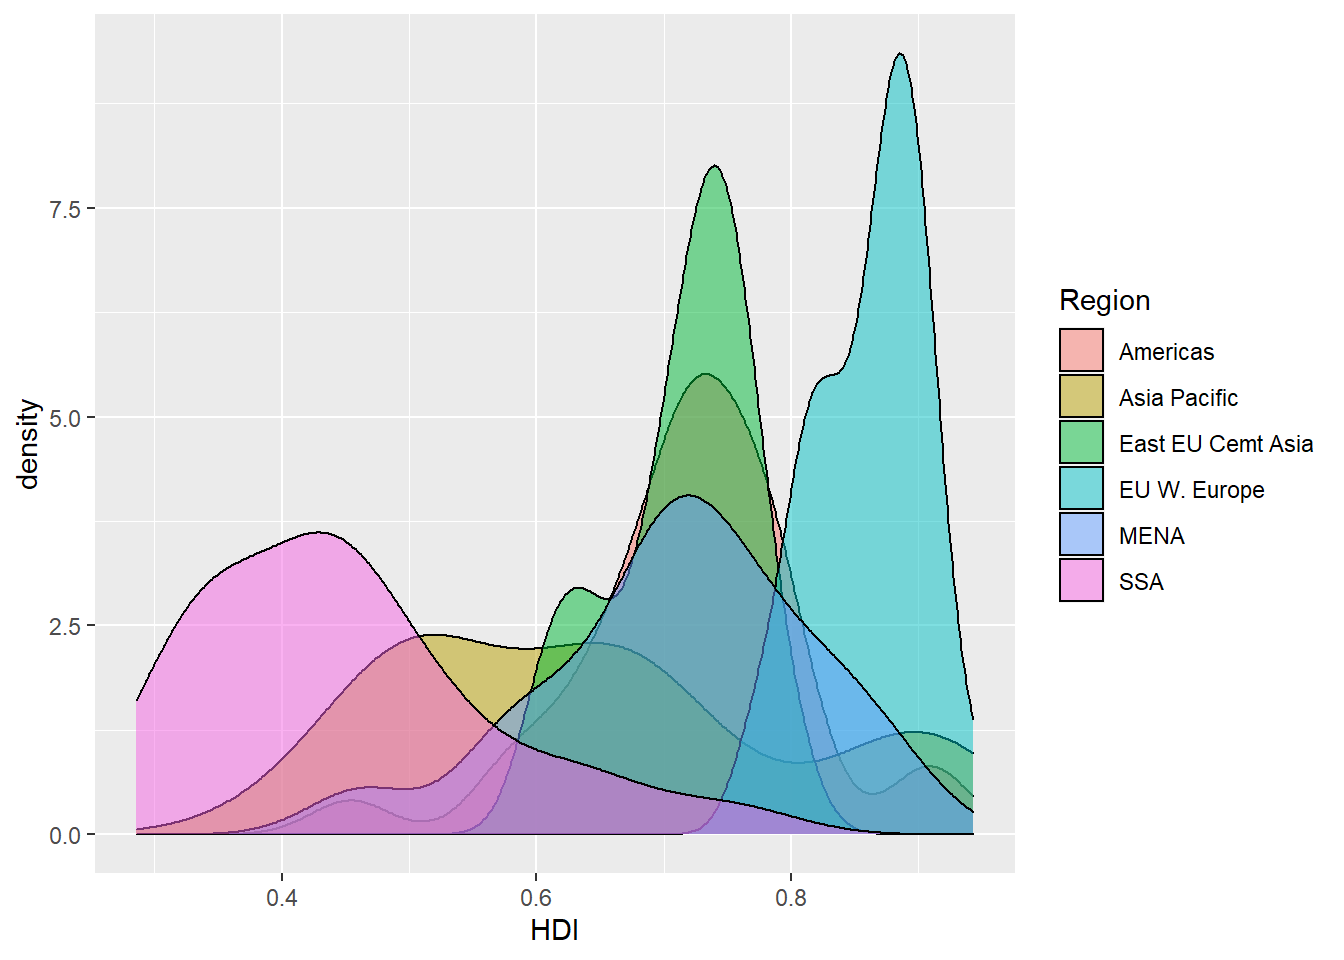 7.5
5.0
2.5
0.0
density
0.4
0.6
0.8
HDI
Region
Americas
Asia Pacific
East EU Cemt Asia
EU W. Europe
MENA
SSA